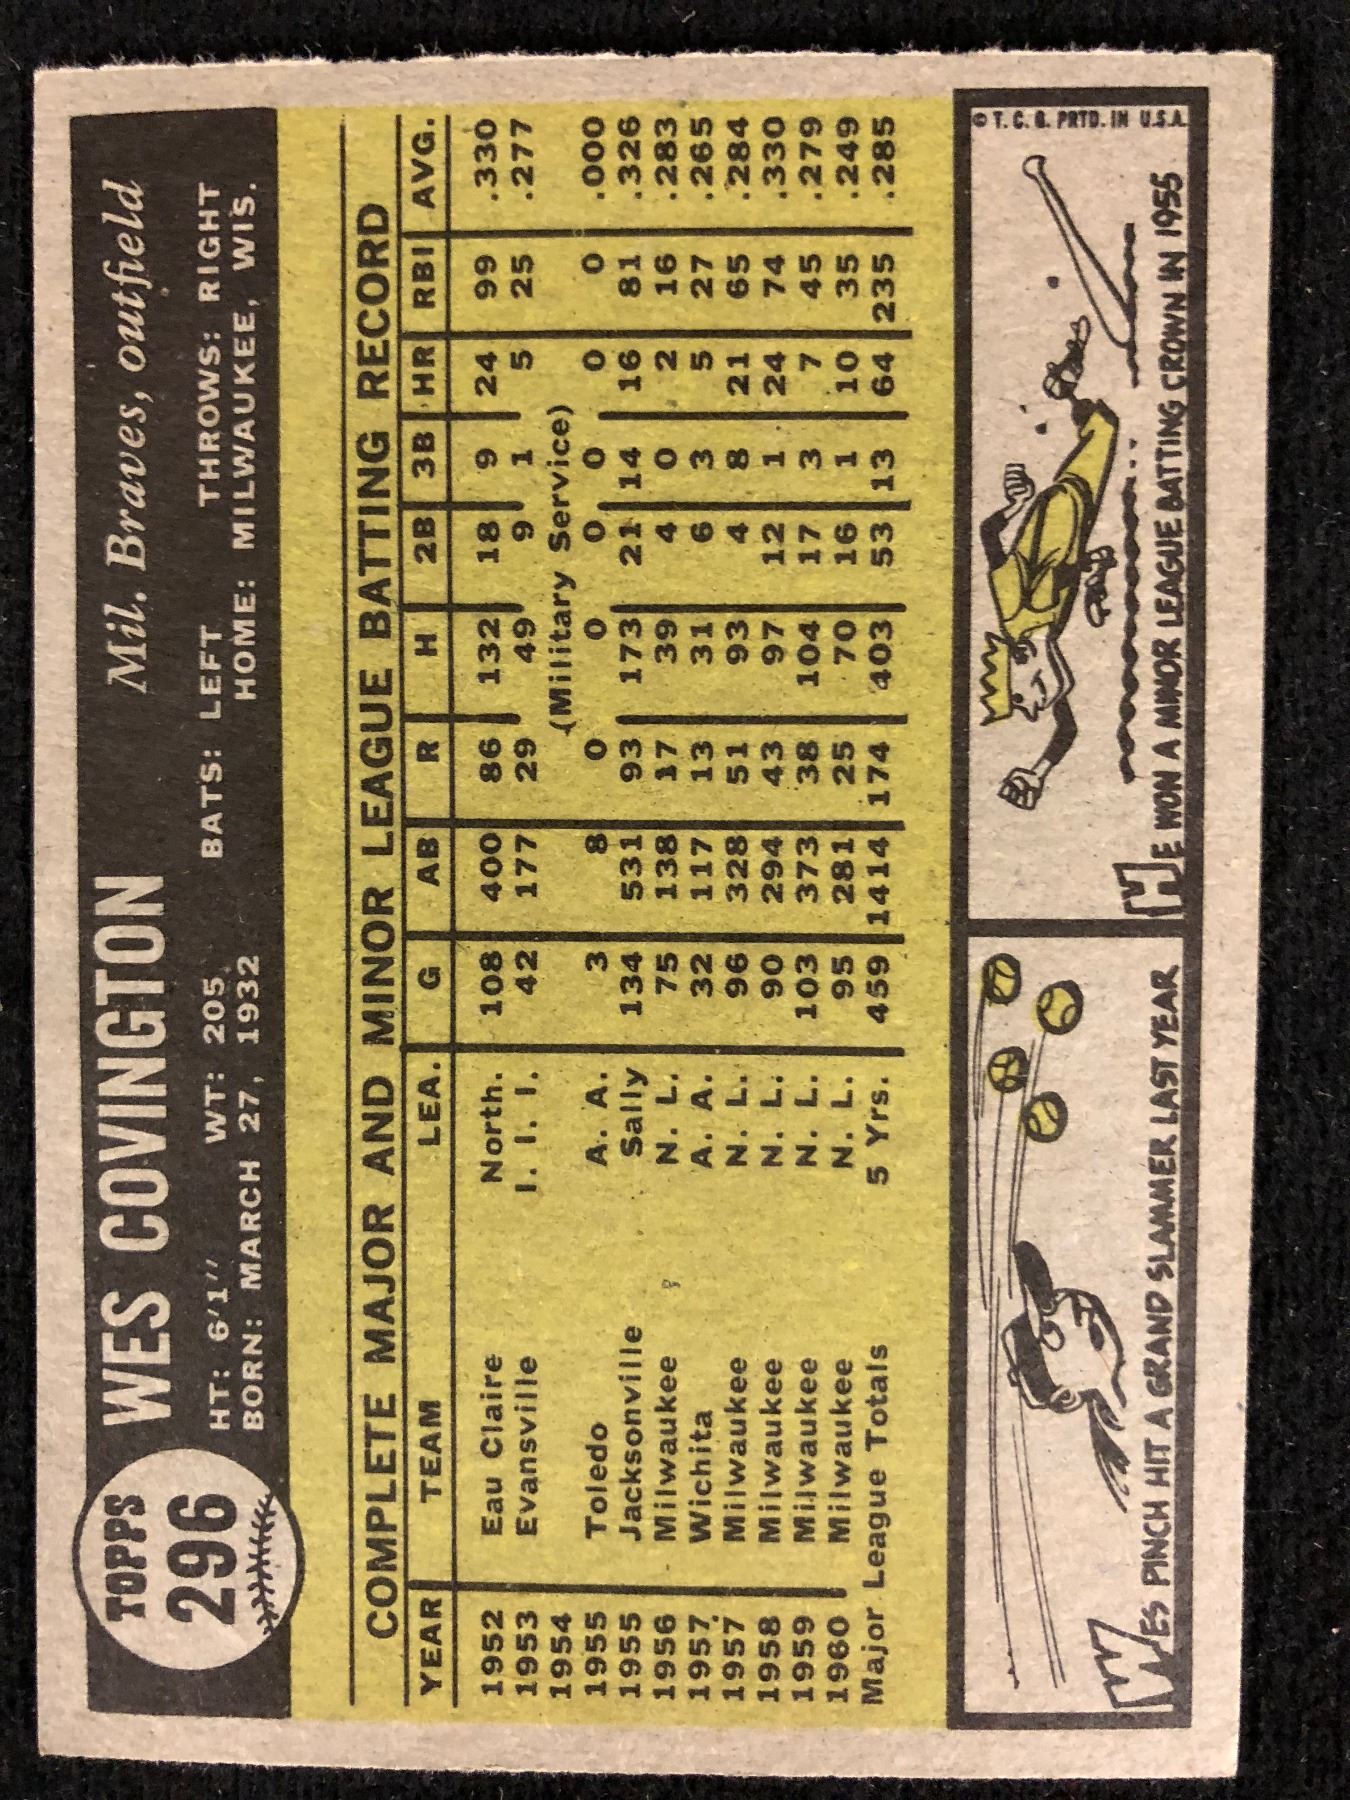 TOPPS
296
WES COVINGTON Mil. Braves, outfield
HT: 6'1" WT: 205 BATS: LEFT THROWS: RIGHT
BORN: MARCH 27, 1932 HOME: MILWAUKEE, WIS.
COMPLETE MAJOR AND MINOR LEAGUE BATTING RECORD
YEAR TEAM LEA. G AB R H 2B 3B HR RBI AVG.
1952 Eau Claire North. 108 400 86 132 18 9 24 99 .330
1953 Evansville I. I. I. 42 177 29 49 9 1 5 25 .277
1954 (Military Service)
1955 Toledo A. A. 3 8 0 0 0 0 0 0 .000
1955 Jacksonville Sally 134 531 93 173 21 14 16 81 .326
1956 Milwaukee N. L. 75 138 17 39 4 0 2 16 .283
1957 Wichita A. A. 32 117 13 31 6 3 5 27 .265
1957 Milwaukee N. L. 96 328 51 93 4 8 21 65 .284
1958 Milwaukee N. L. 90 294 43 97 12 1 24 74 .330
1959 Milwaukee N. L. 103 373 38 104 17 3 7 45 .279
1960 Milwaukee N. L. 95 281 25 70 16 1 10 35 .249
Major League Totals 5 Yrs. 459 1414 174 403 53 13 64 235 .285
© T. C. G. PRTD. IN U.S.A.
WES PINCH HIT A GRAND SLAMMER LAST YEAR
HE WON A MINOR LEAGUE BATTING CROWN IN 1955